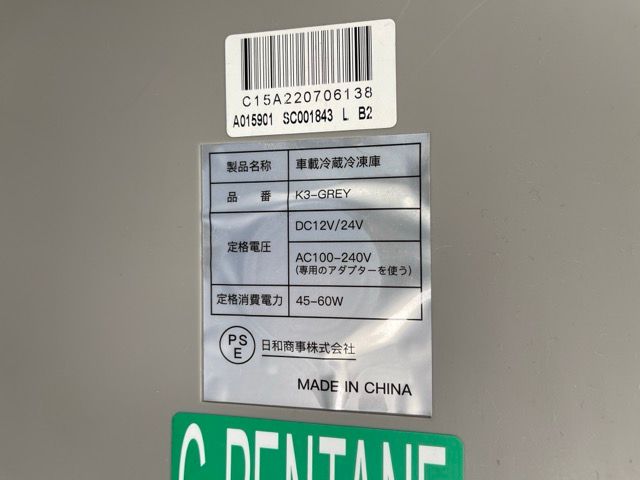 C15A220706138
A015901 SC001843 L B2
製品名称 車載冷蔵冷凍庫
品番 K3-GREY
定格電圧 DC12V/24V
AC100-240V
(専用のアダプターを使う)
定格消費電力 45-60W
PS
E 日和商事株式会社
MADE IN CHINA
C-PENTANE